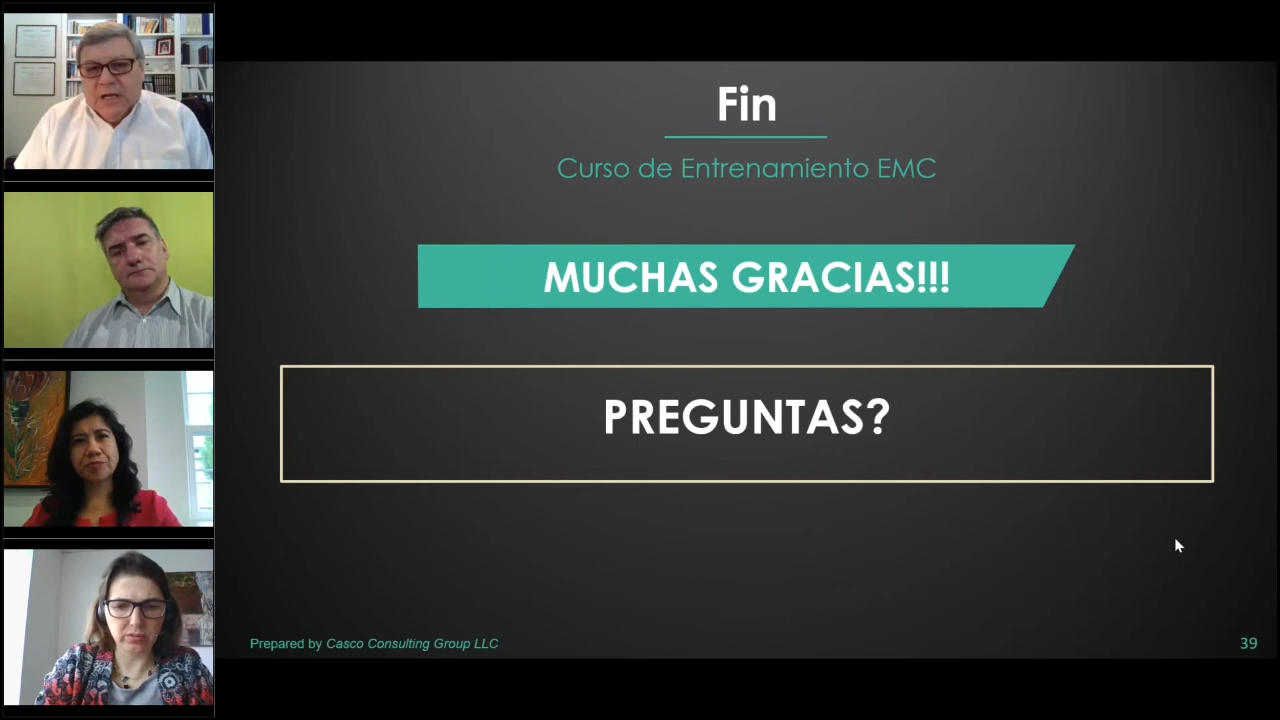 Fin
Curso de Entrenamiento EMC
MUCHAS GRACIAS!!!
PREGUNTAS?
Prepared by Casco Consulting Group LLC
39